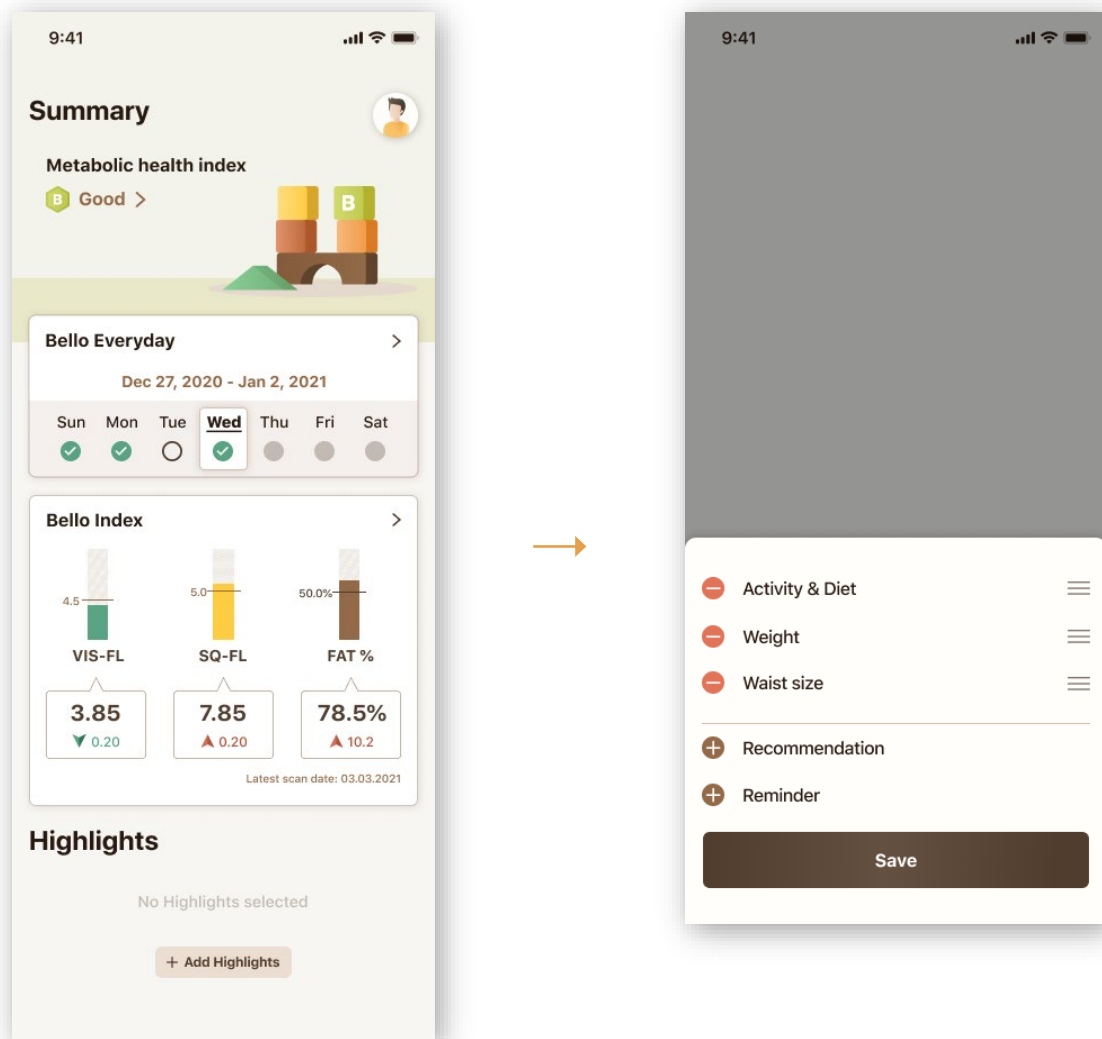 9:41
Summary
Metabolic health index
B Good >
B
Bello Everyday >
Dec 27, 2020 - Jan 2, 2021
Sun Mon Tue Wed Thu Fri Sat
Bello Index >
4.5 5.0 50.0%
VIS-FL SQ-FL FAT %
3.85 7.85 78.5%
0.20 0.20 10.2
Latest scan date: 03.03.2021
Highlights
No Highlights selected
+ Add Highlights
9:41
Activity & Diet
Weight
Waist size
Recommendation
Reminder
Save